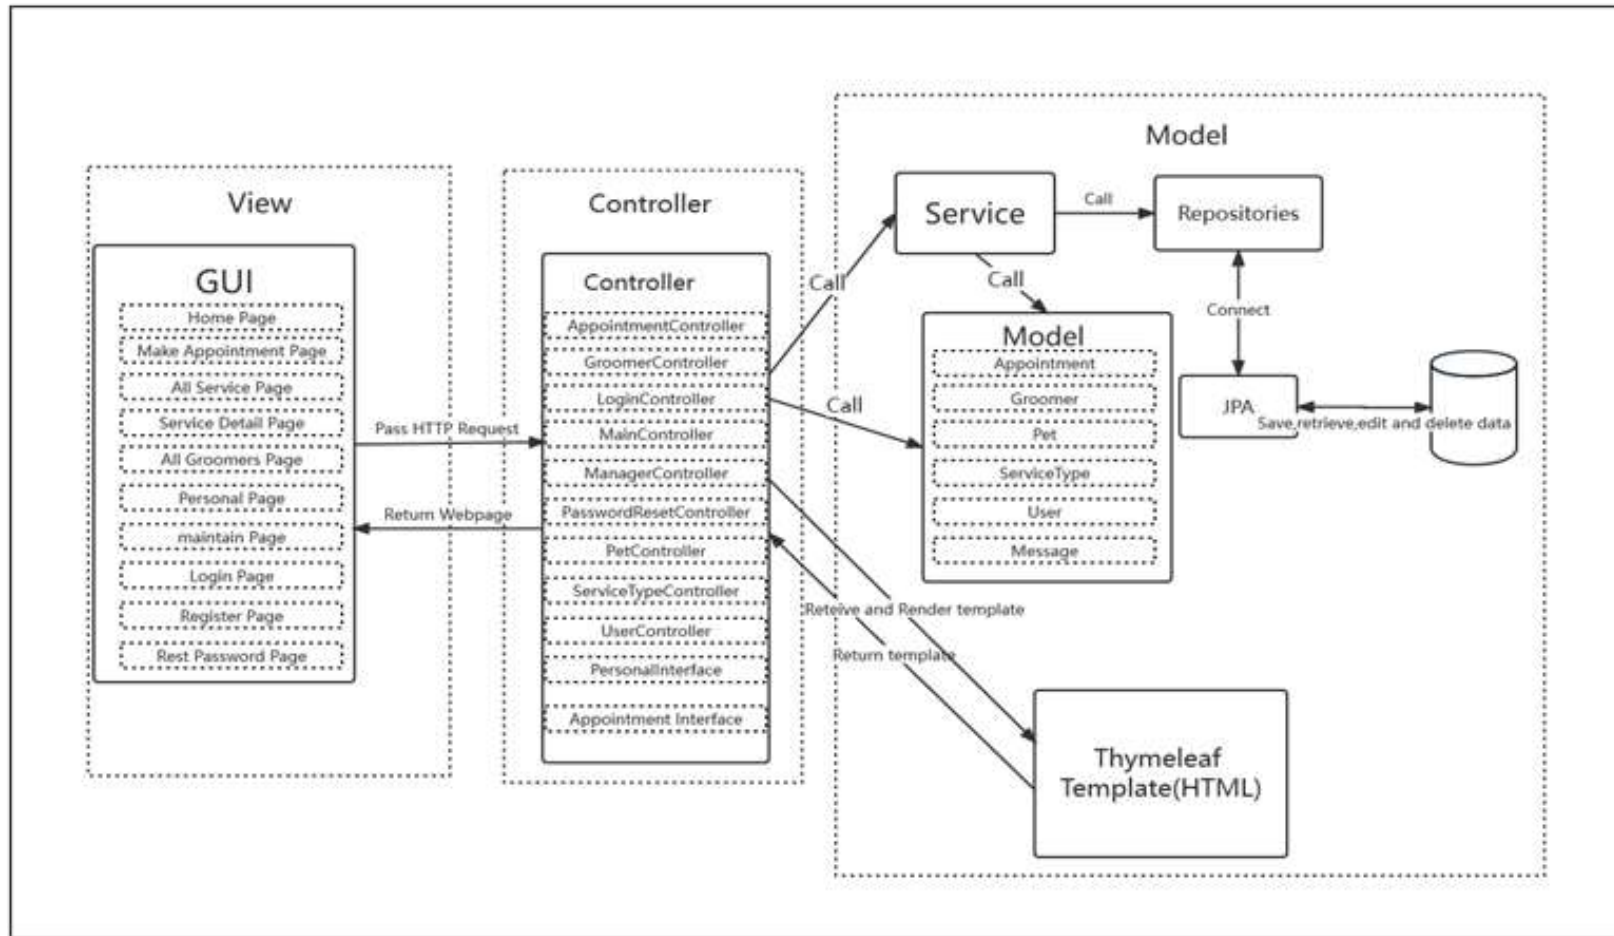 View
GUI
Home Page
Make Appointment Page
All Service Page
Service Detail Page
All Groomers Page
Personal Page
maintain Page
Login Page
Register Page
Rest Password Page
Pass HTTP Request
Return Webpage
Controller
Controller
AppointmentController
GroomerController
LoginController
MainController
ManagerController
PasswordResetController
PetController
ServiceTypeController
UserController
PersonalInterface
Appointment Interface
Call
Call
Reteive and Render template
Return template
Model
Service
Call
Repositories
Call
Connect
Model
Appointment
Groomer
Pet
ServiceType
User
Message
JPA
Save,retrieve,edit and delete data
Thymeleaf
Template(HTML)